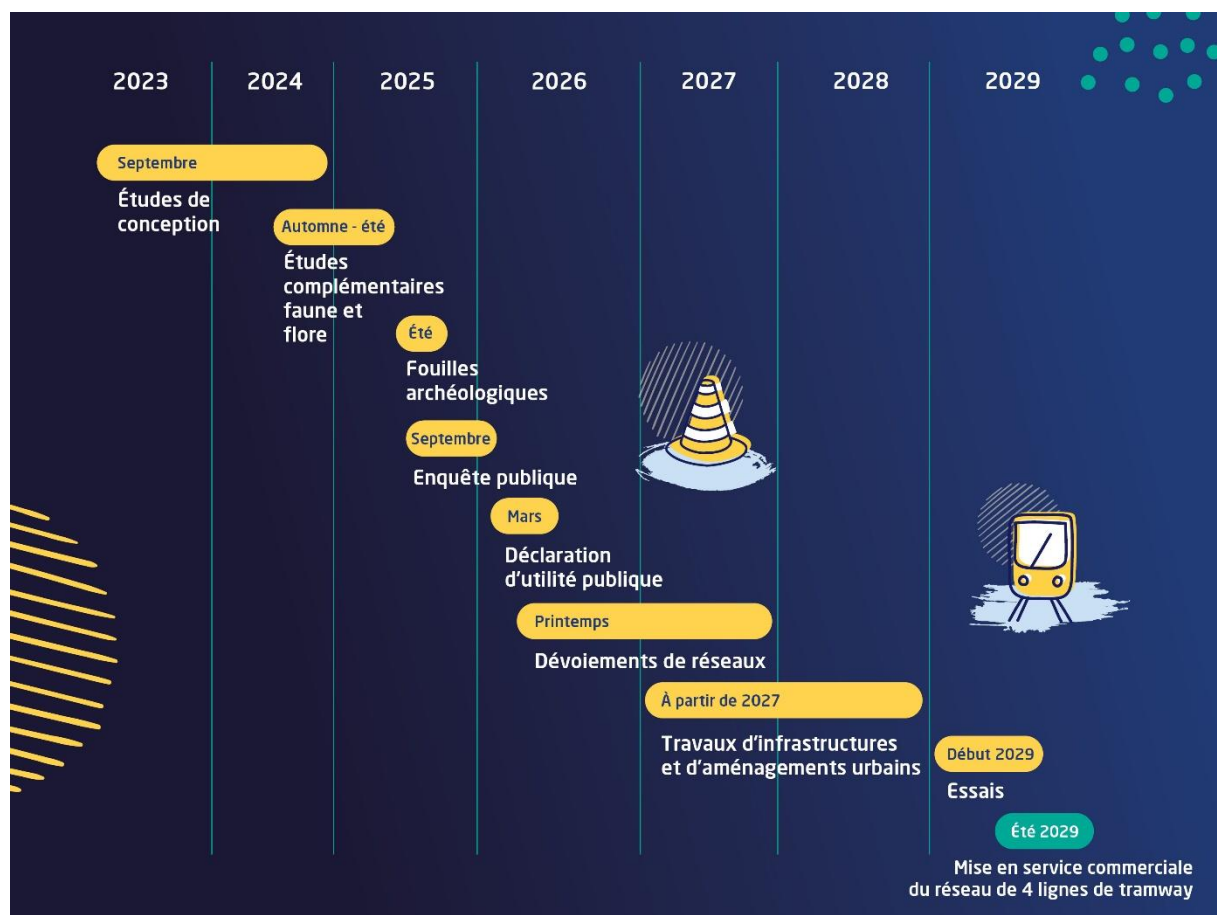 2023
2024
2025
2026
2027
2028
2029
Septembre
Études de
conception
Automne - été
Études
complémentaires
faune et
flore
Été
Fouilles
archéologiques
Septembre
Enquête publique
Mars
Déclaration
d'utilité publique
Printemps
Dévoiements de réseaux
À partir de 2027
Travaux d'infrastructures
et d'aménagements urbains
Début 2029
Essais
Été 2029
Mise en service commerciale
du réseau de 4 lignes de tramway